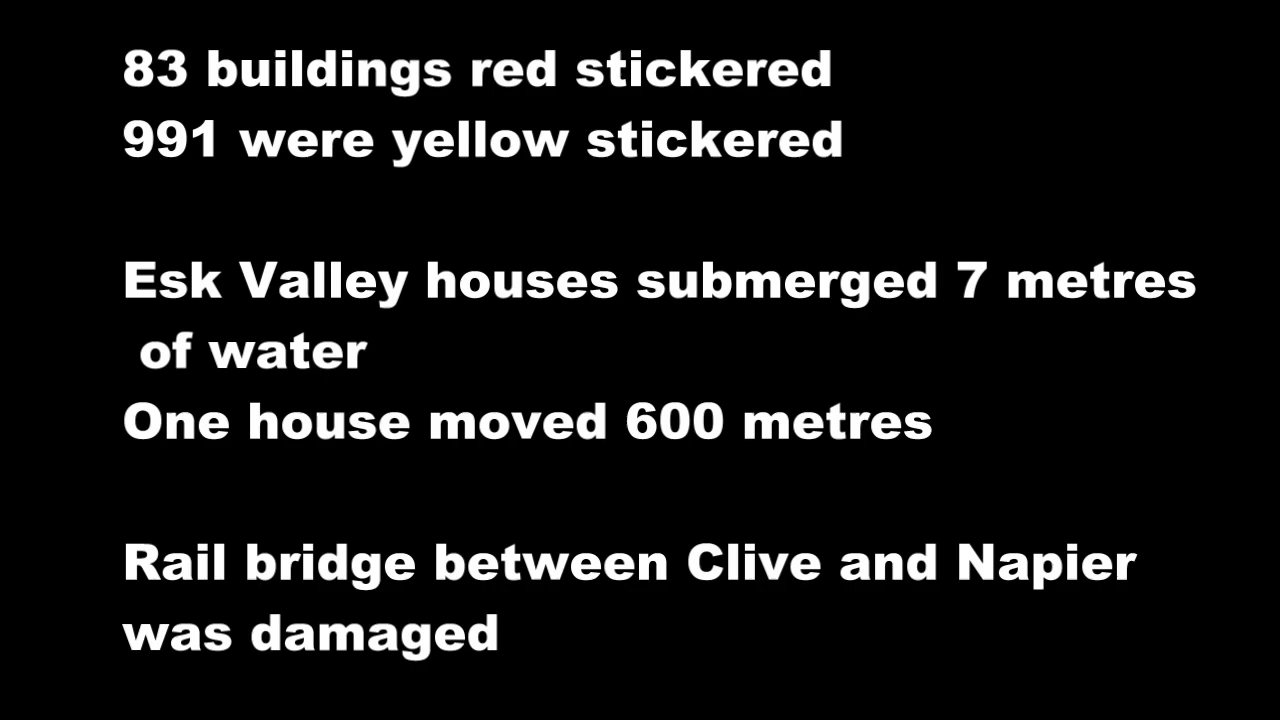 83 buildings red stickered
991 were yellow stickered
Esk Valley houses submerged 7 metres
of water
One house moved 600 metres
Rail bridge between Clive and Napier
was damaged